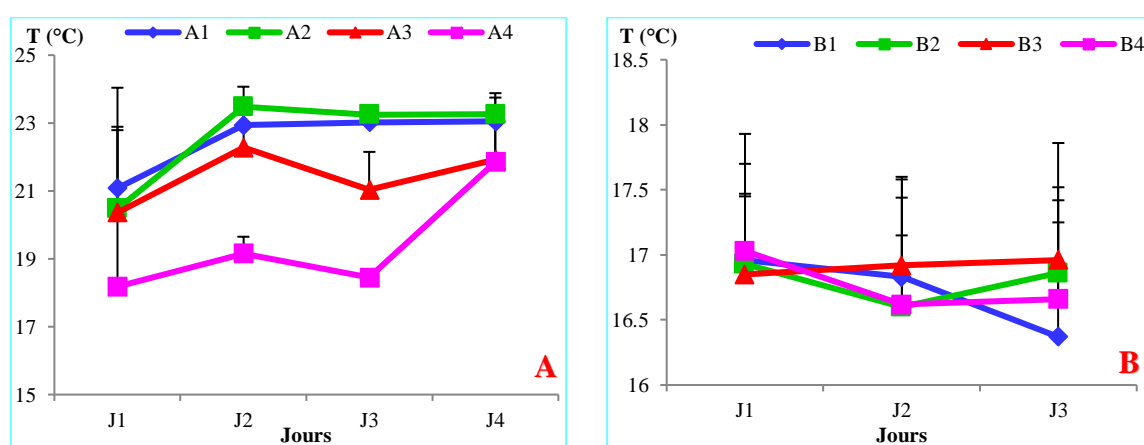 T (°C)
A1 A2 A3 A4
25
23
21
19
17
15
J1 J2 J3 J4
Jours
A
T (°C)
B1 B2 B3 B4
18.5
18
17.5
17
16.5
16
J1 J2 J3
Jours
B